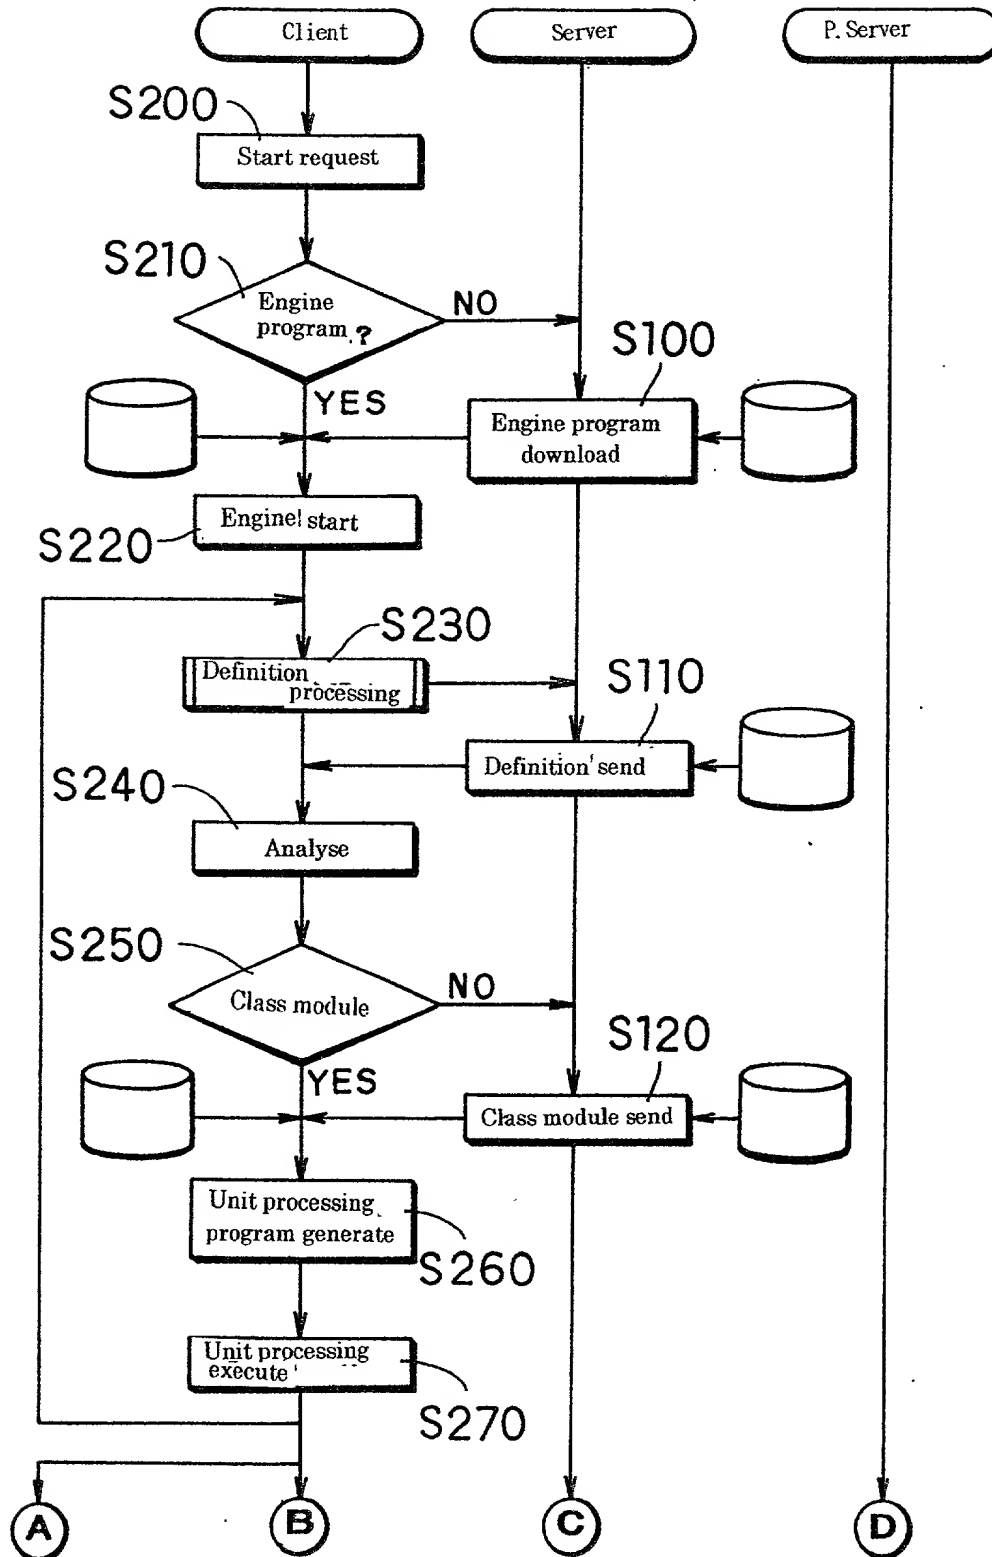 Client
Server
P. Server
S200
Start request
S210
Engine
program ?
NO
S100
YES
Engine program
download
Engine start
S220
S230
Definition
processing
S110
Definition send
S240
Analyse
S250
Class module
NO
S120
YES
Class module send
Unit processing
program generate
S260
Unit processing
execute
S270
A
B
C
D